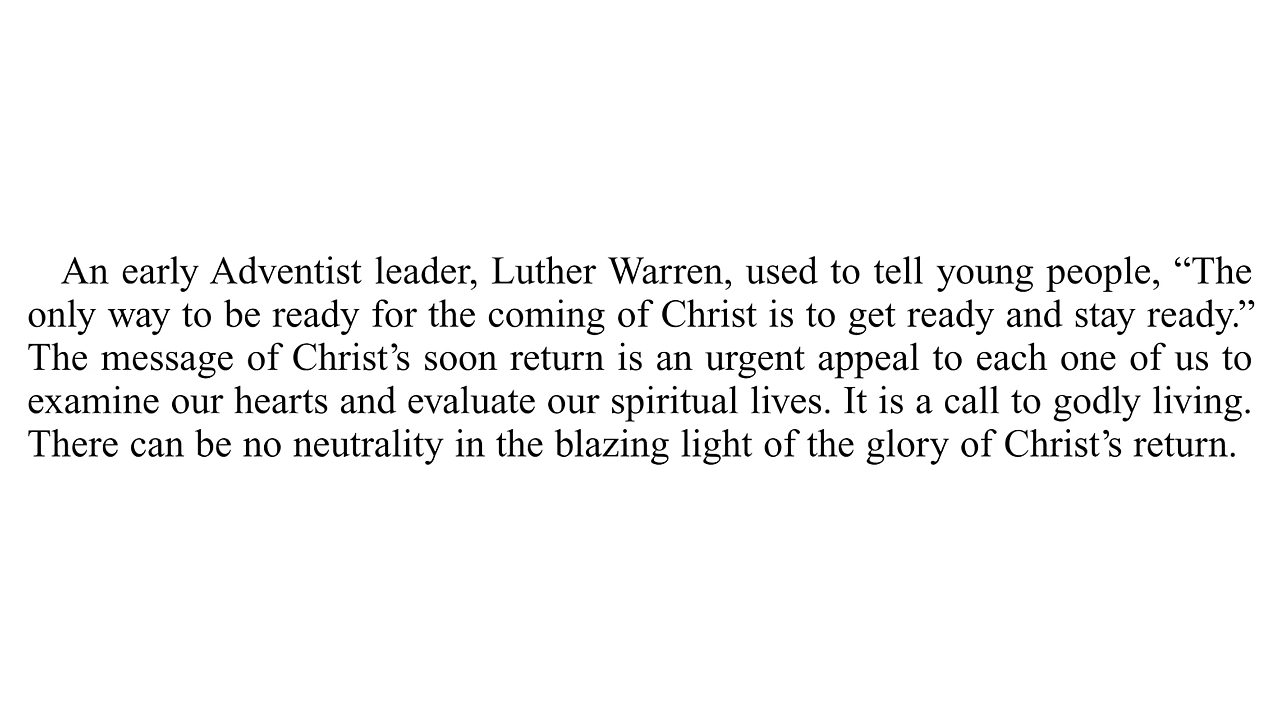 An early Adventist leader, Luther Warren, used to tell young people, “The
only way to be ready for the coming of Christ is to get ready and stay ready.”
The message of Christ’s soon return is an urgent appeal to each one of us to
examine our hearts and evaluate our spiritual lives. It is a call to godly living.
There can be no neutrality in the blazing light of the glory of Christ’s return.